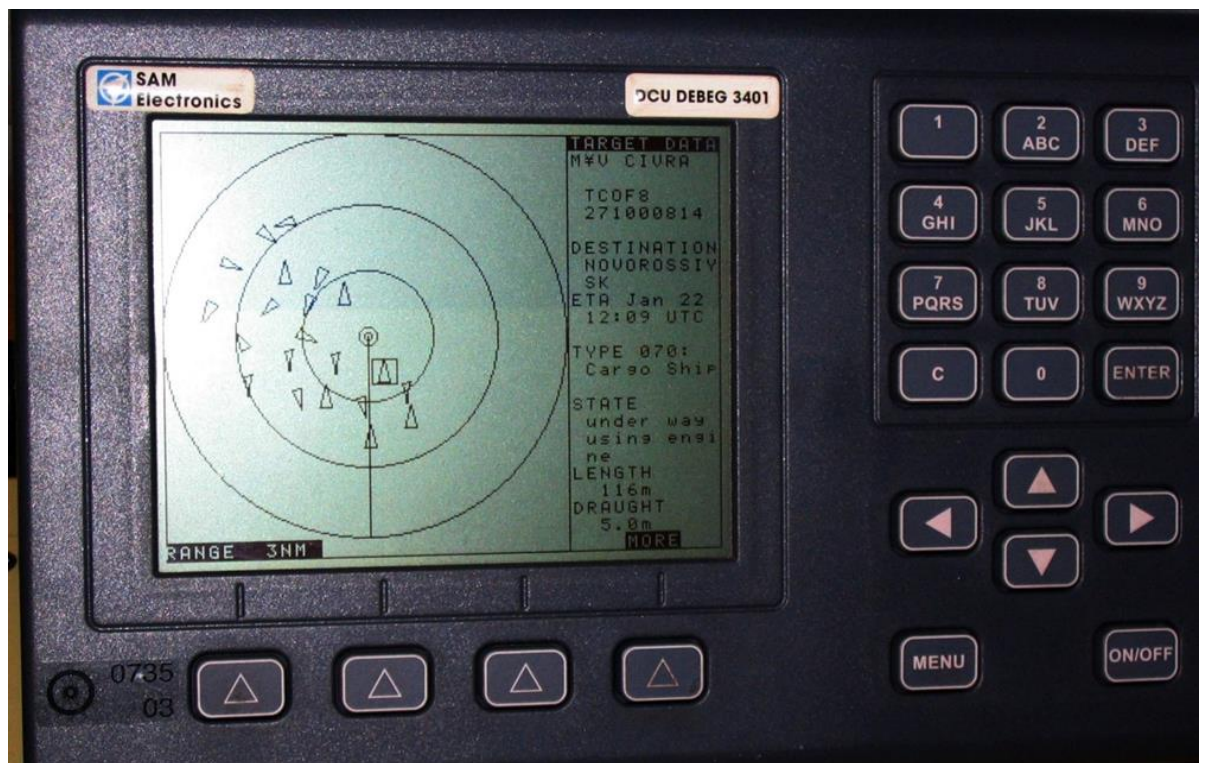 SAM
Electronics
DCU DEBEG 3401
TARGET DATA
M¥V CIVRA
TCOF8
271000814
DESTINATION
NOVOROSSIY
SK
ETA Jan 22
12:09 UTC
TYPE 070:
Cargo Ship
STATE
under way
using engi
ne
LENGTH
116m
DRAUGHT
5.0m
MORE
RANGE 3NM
1
2
ABC
3
DEF
4
GHI
5
JKL
6
MNO
7
PQRS
8
TUV
9
WXYZ
C
0
ENTER
MENU
ON/OFF
0735
03